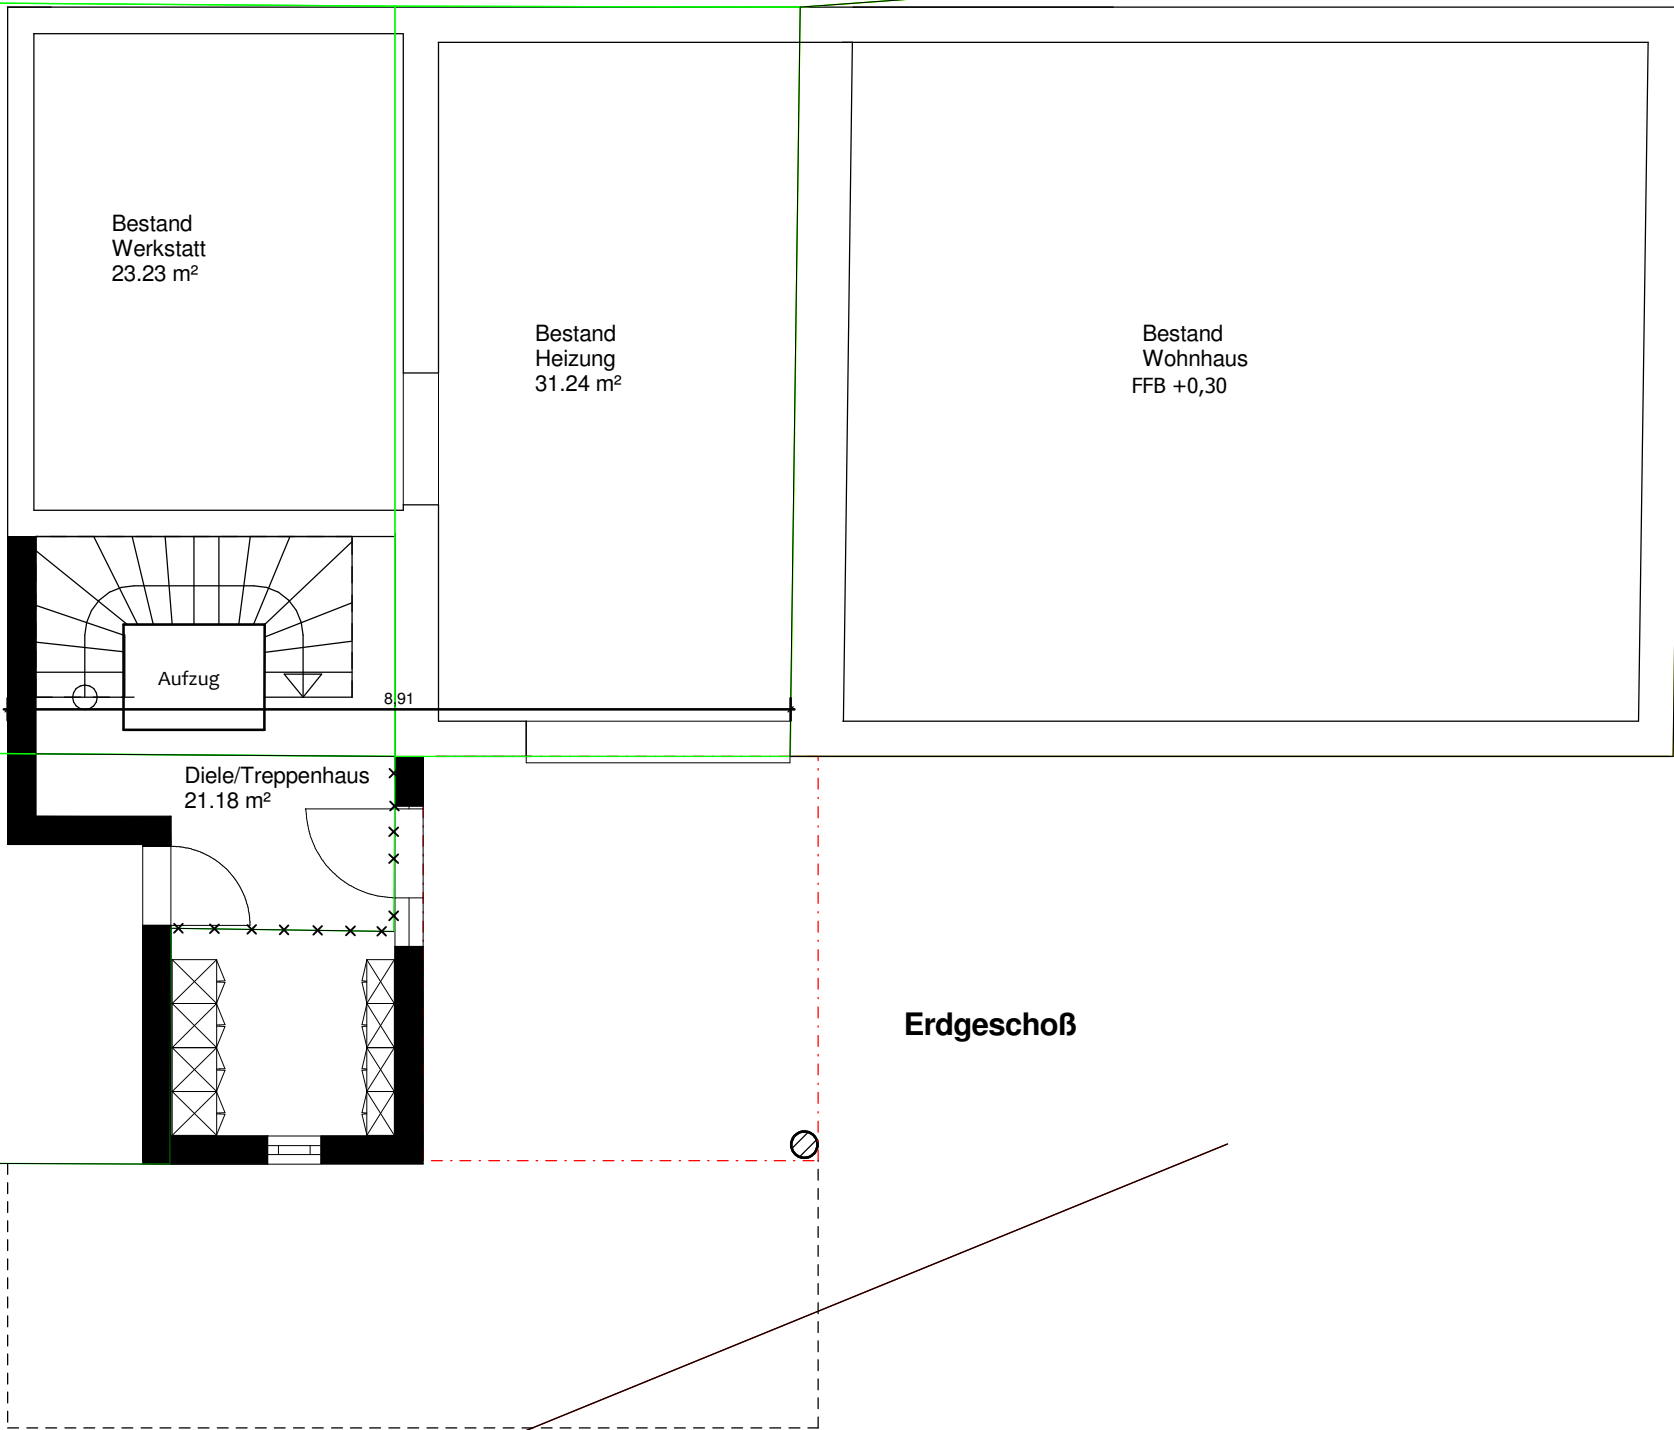 Bestand
Werkstatt
23.23 m²
Bestand
Heizung
31.24 m²
Bestand
Wohnhaus
FFB +0,30
Aufzug
8,91
Diele/Treppenhaus
21.18 m²
Erdgeschoß